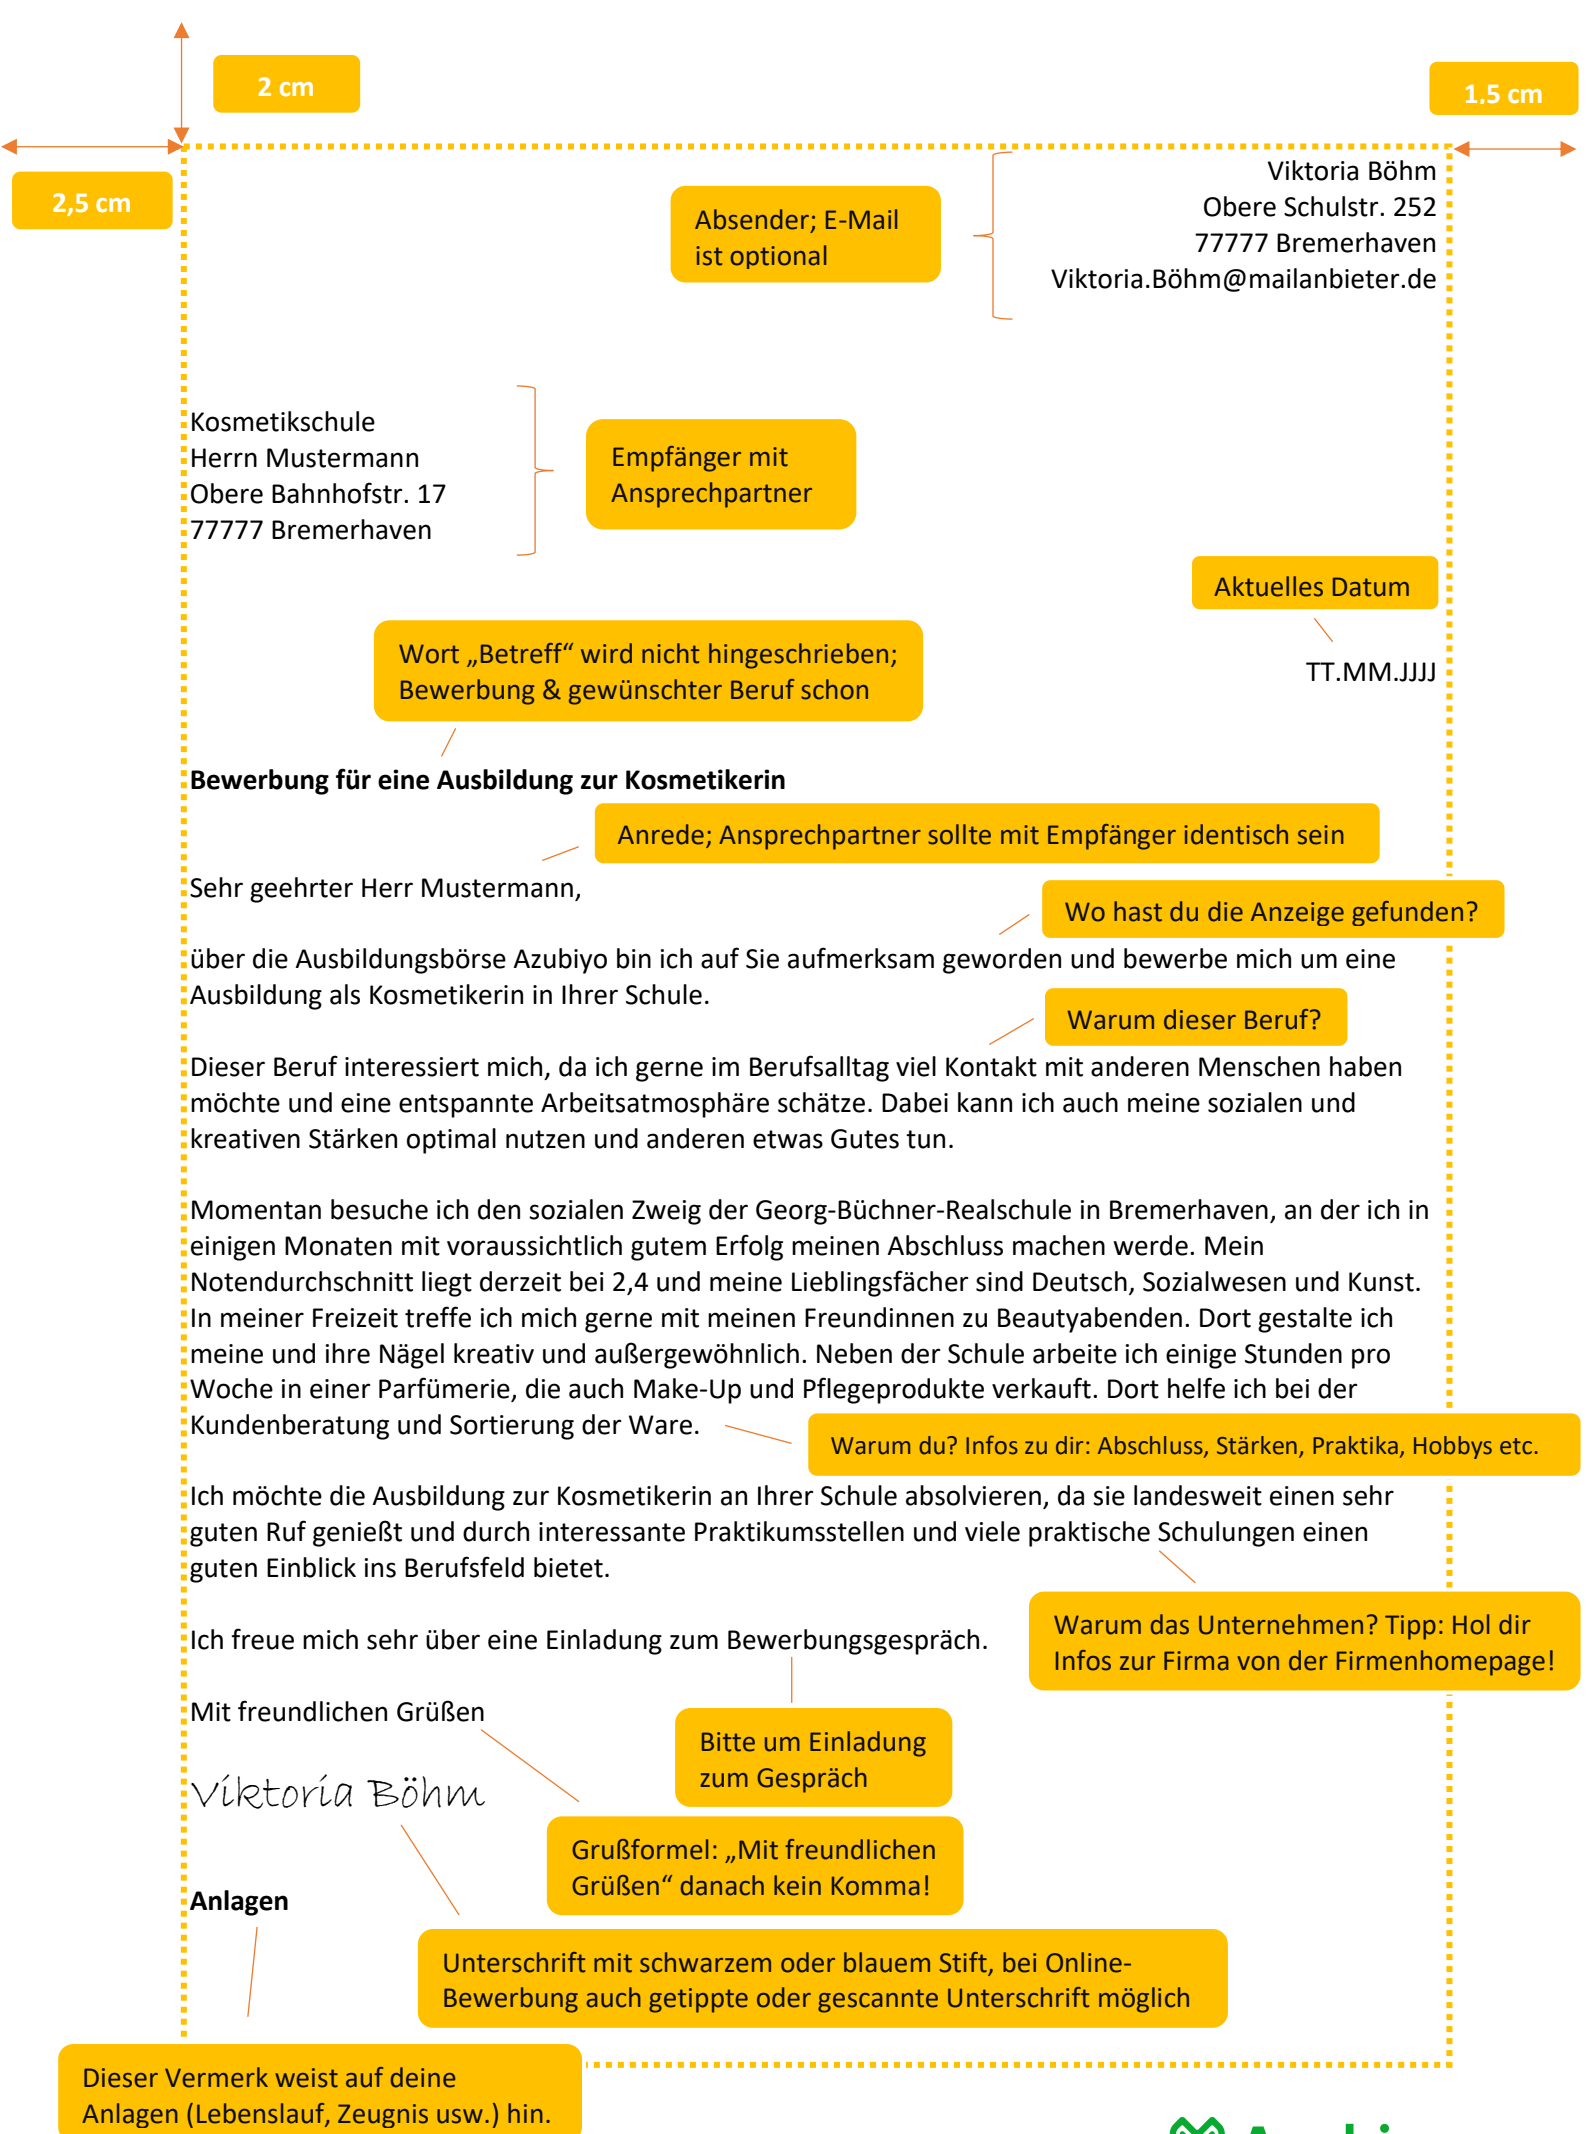 2 cm
1,5 cm
2,5 cm
Viktoria Böhm
Obere Schulstr. 252
77777 Bremerhaven
Viktoria.Böhm@mailanbieter.de
Absender; E-Mail
ist optional
Kosmetikschule
Herrn Mustermann
Obere Bahnhofstr. 17
77777 Bremerhaven
Empfänger mit
Ansprechpartner
Aktuelles Datum
TT.MM.JJJJ
Wort „Betreff“ wird nicht hingeschrieben;
Bewerbung & gewünschter Beruf schon
Bewerbung für eine Ausbildung zur Kosmetikerin
Anrede; Ansprechpartner sollte mit Empfänger identisch sein
Sehr geehrter Herr Mustermann,
Wo hast du die Anzeige gefunden?
über die Ausbildungsbörse Azubiyo bin ich auf Sie aufmerksam geworden und bewerbe mich um eine
Ausbildung als Kosmetikerin in Ihrer Schule.
Warum dieser Beruf?
Dieser Beruf interessiert mich, da ich gerne im Berufsalltag viel Kontakt mit anderen Menschen haben
möchte und eine entspannte Arbeitsatmosphäre schätze. Dabei kann ich auch meine sozialen und
kreativen Stärken optimal nutzen und anderen etwas Gutes tun.
Momentan besuche ich den sozialen Zweig der Georg-Büchner-Realschule in Bremerhaven, an der ich in
einigen Monaten mit voraussichtlich gutem Erfolg meinen Abschluss machen werde. Mein
Notendurchschnitt liegt derzeit bei 2,4 und meine Lieblingsfächer sind Deutsch, Sozialwesen und Kunst.
In meiner Freizeit treffe ich mich gerne mit meinen Freundinnen zu Beautyabenden. Dort gestalte ich
meine und ihre Nägel kreativ und außergewöhnlich. Neben der Schule arbeite ich einige Stunden pro
Woche in einer Parfümerie, die auch Make-Up und Pflegeprodukte verkauft. Dort helfe ich bei der
Kundenberatung und Sortierung der Ware.
Warum du? Infos zu dir: Abschluss, Stärken, Praktika, Hobbys etc.
Ich möchte die Ausbildung zur Kosmetikerin an Ihrer Schule absolvieren, da sie landesweit einen sehr
guten Ruf genießt und durch interessante Praktikumsstellen und viele praktische Schulungen einen
guten Einblick ins Berufsfeld bietet.
Warum das Unternehmen? Tipp: Hol dir
Infos zur Firma von der Firmenhomepage!
Ich freue mich sehr über eine Einladung zum Bewerbungsgespräch.
Mit freundlichen Grüßen
Bitte um Einladung
zum Gespräch
Viktoria Böhm
Grußformel: „Mit freundlichen
Grüßen“ danach kein Komma!
Anlagen
Unterschrift mit schwarzem oder blauem Stift, bei Online-
Bewerbung auch getippte oder gescannte Unterschrift möglich
Dieser Vermerk weist auf deine
Anlagen (Lebenslauf, Zeugnis usw.) hin.